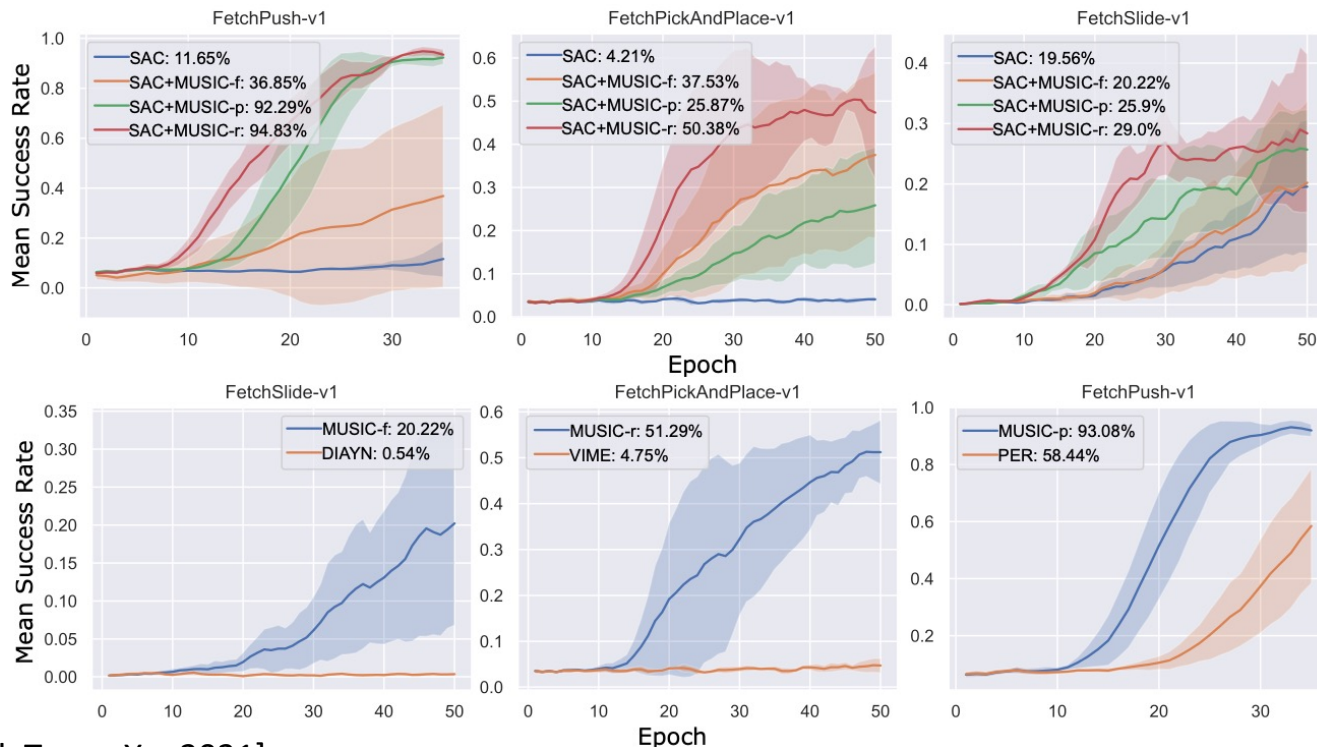 FetchPush-v1
FetchPickAndPlace-v1
FetchSlide-v1
Mean Success Rate
1.0
0.8
0.6
0.4
0.2
0.0
SAC: 11.65%
SAC+MUSIC-f: 36.85%
SAC+MUSIC-p: 92.29%
SAC+MUSIC-r: 94.83%
0 10 20 30
0.6
0.5
0.4
0.3
0.2
0.1
0.0
SAC: 4.21%
SAC+MUSIC-f: 37.53%
SAC+MUSIC-p: 25.87%
SAC+MUSIC-r: 50.38%
0 10 20 30 40 50
0.4
0.3
0.2
0.1
0.0
SAC: 19.56%
SAC+MUSIC-f: 20.22%
SAC+MUSIC-p: 25.9%
SAC+MUSIC-r: 29.0%
0 10 20 30 40 50
Epoch
FetchSlide-v1
FetchPickAndPlace-v1
FetchPush-v1
Mean Success Rate
0.35
0.30
0.25
0.20
0.15
0.10
0.05
0.00
MUSIC-f: 20.22%
DIAYN: 0.54%
0 10 20 30 40 50
0.6
0.5
0.4
0.3
0.2
0.1
0.0
MUSIC-r: 51.29%
VIME: 4.75%
0 10 20 30 40 50
1.0
0.8
0.6
0.4
0.2
MUSIC-p: 93.08%
PER: 58.44%
0 10 20 30
Epoch